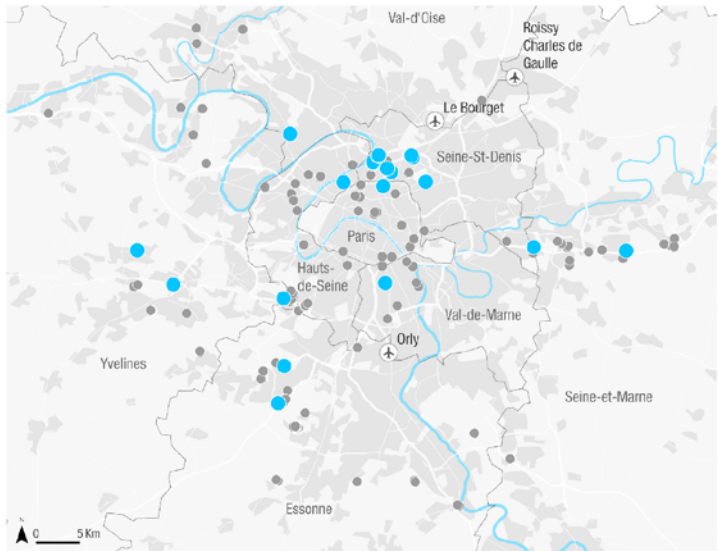 Val-d'Oise
Roissy
Charles de
Gaulle
Le Bourget
Seine-St-Denis
Paris
Hauts-
de-Seine
Val-de-Marne
Orly
Yvelines
Seine-et-Marne
Essonne
0 5 Km